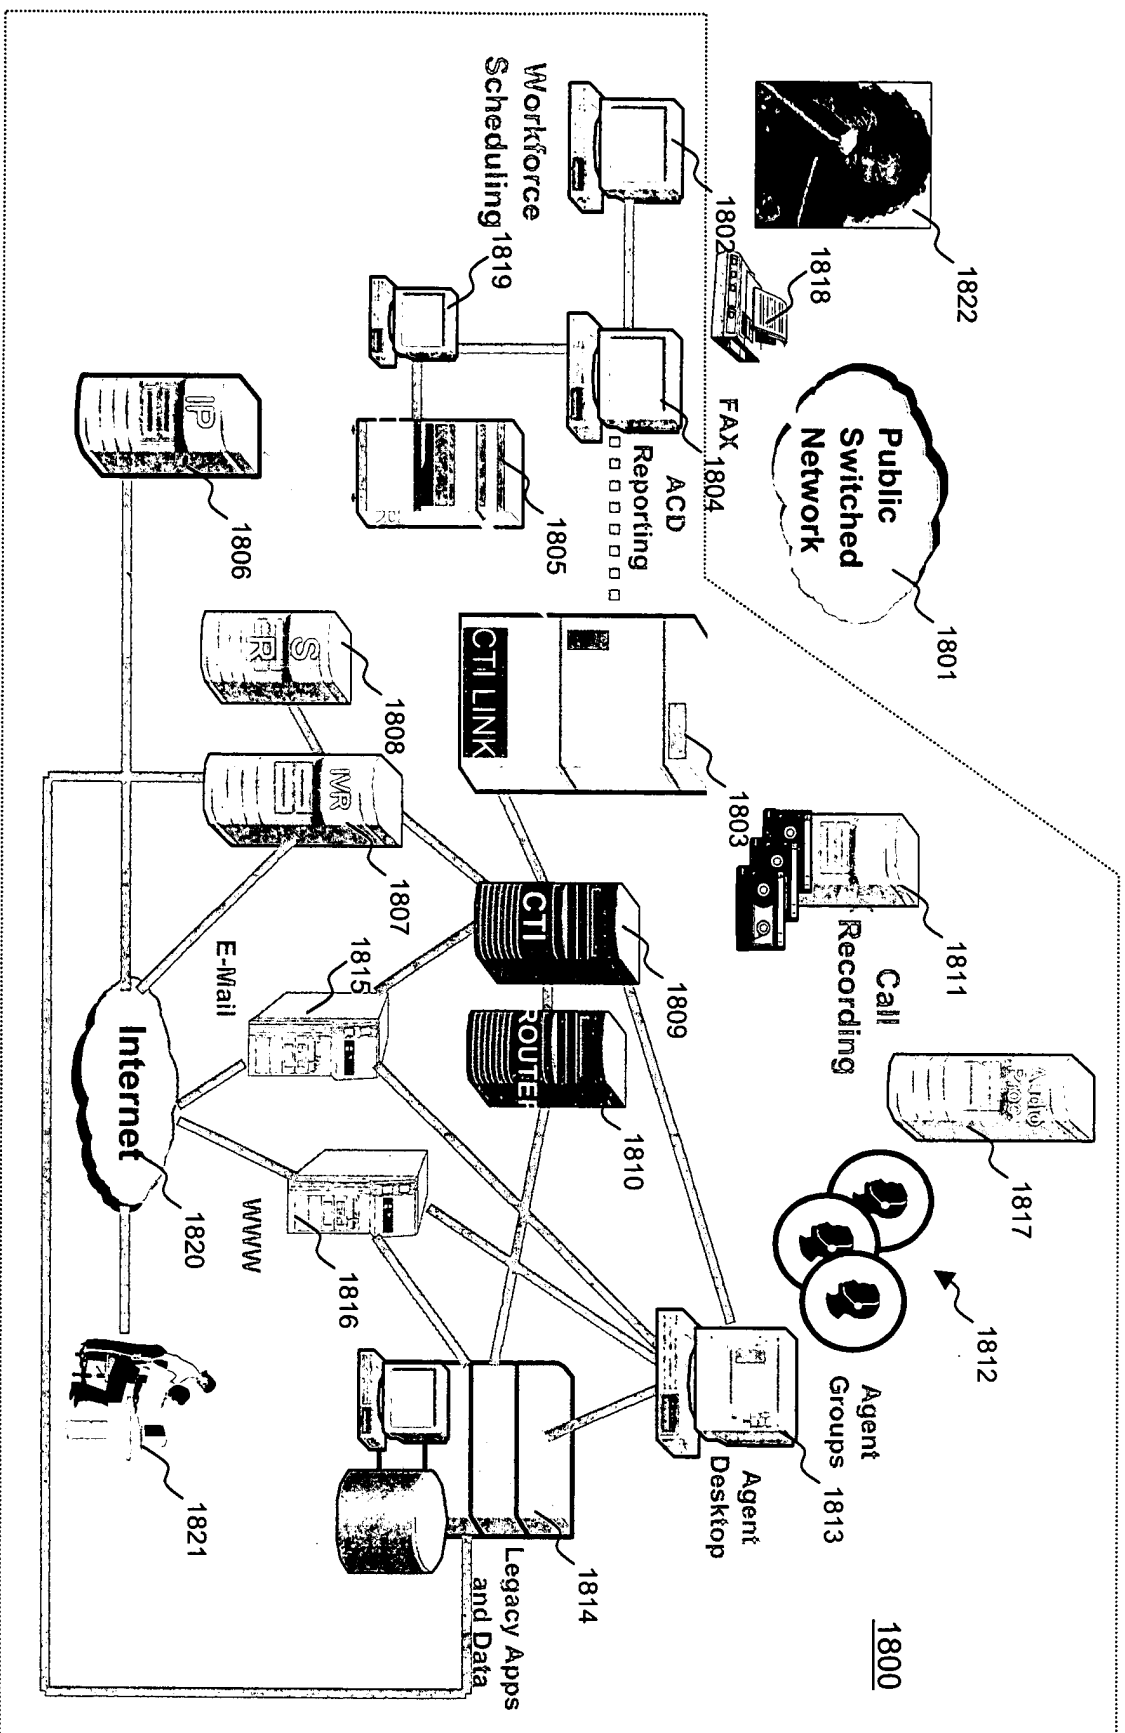 1800
1822
1818
FAX
Public
Switched
Network
1801
1802
Workforce
Scheduling
1819
1804
ACD
Reporting
1805
1806
IP
1808
CTI LINK
1803
1811
Call
Recording
1817
1812
Agent
Groups
1813
Agent
Desktop
IVR
1807
CTI
1809
ROUTER
1810
E-Mail
1815
WWW
1816
Internet
1820
1821
1814
Legacy Apps
and Data